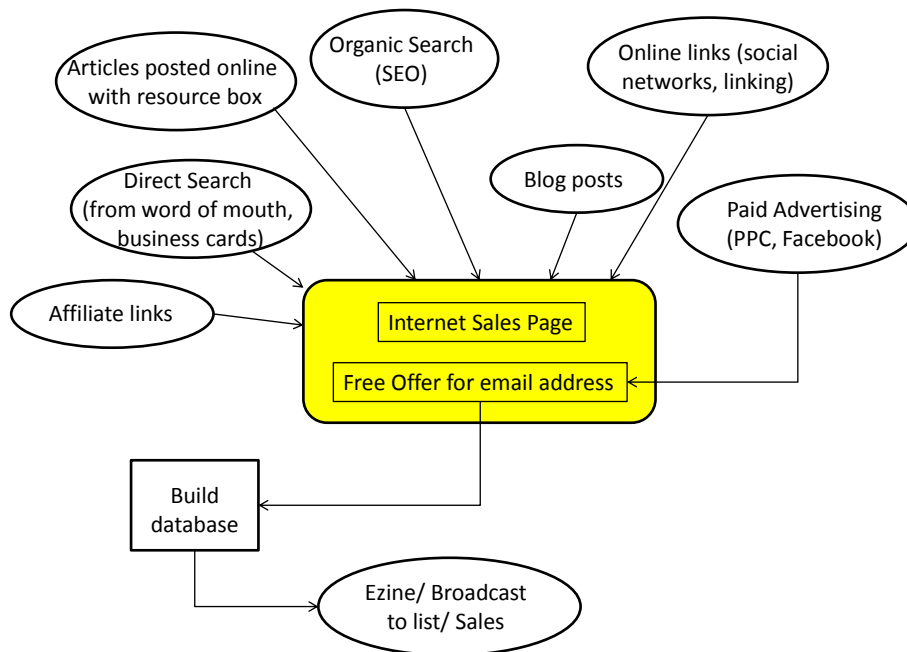 Organic Search
(SEO)
Online links (social
networks, linking)
Articles posted online
with resource box
Direct Search
(from word of mouth,
business cards)
Blog posts
Paid Advertising
(PPC, Facebook)
Affiliate links
Internet Sales Page
Free Offer for email address
Build
database
Ezine/ Broadcast
to list/ Sales